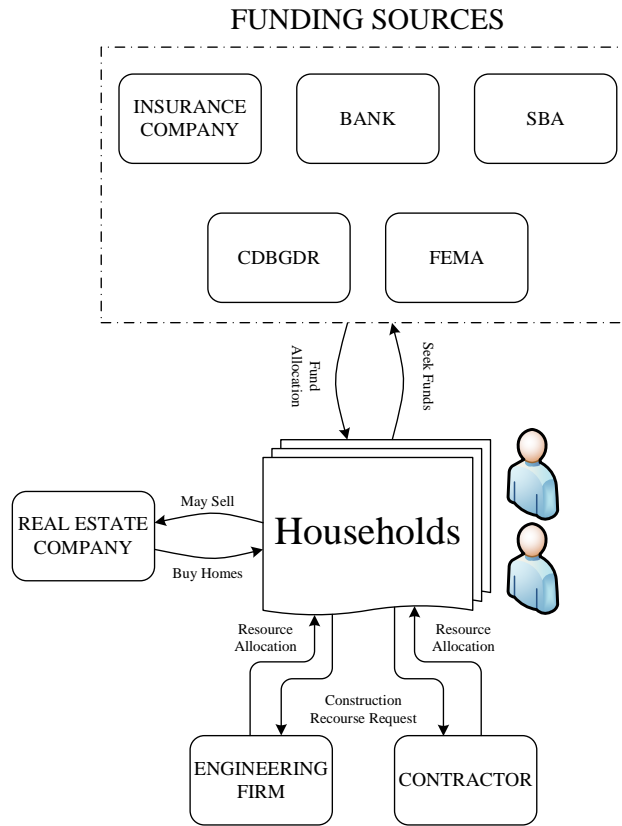 FUNDING SOURCES
INSURANCE
COMPANY
BANK
SBA
CDBGDR
FEMA
Fund
Allocation
Seek Funds
Households
May Sell
REAL ESTATE
COMPANY
Buy Homes
Resource
Allocation
Resource
Allocation
Construction
Recourse Request
ENGINEERING
FIRM
CONTRACTOR